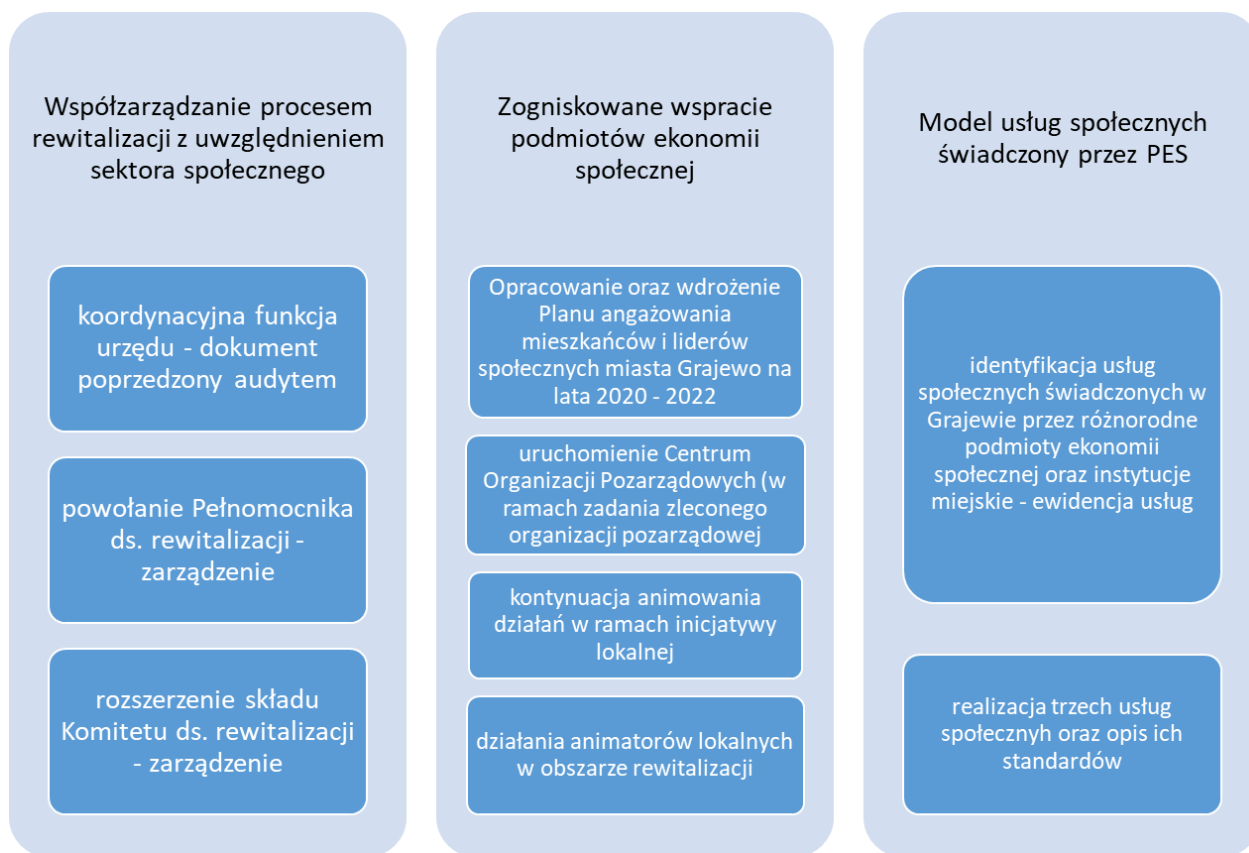 Współzarządzanie procesem
rewitalizacji z uwzględnieniem
sektora społecznego
koordynacyjna funkcja
urzędu - dokument
poprzedzony audytem
powołanie Pełnomocnika
ds. rewitalizacji -
zarządzenie
rozszerzenie składu
Komitetu ds. rewitalizacji
- zarządzenie
Zogniskowane wspracie
podmiotów ekonomii
społecznej
Opracowanie oraz wdrożenie
Planu angażowania
mieszkańców i liderów
społecznych miasta Grajewo na
lata 2020 - 2022
uruchomienie Centrum
Organizacji Pozarządowych (w
ramach zadania zleconego
organizacji pozarządowej
kontynuacja animowania
działań w ramach inicjatywy
lokalnej
działania animatorów lokalnych
w obszarze rewitalizacji
Model usług społecznych
świadczony przez PES
identyfikacja usług
społecznych świadczonych w
Grajewie przez różnorodne
podmioty ekonomii
społecznej oraz instytucje
miejskie - ewidencja usług
realizacja trzech usług
społecznyh oraz opis ich
standardów